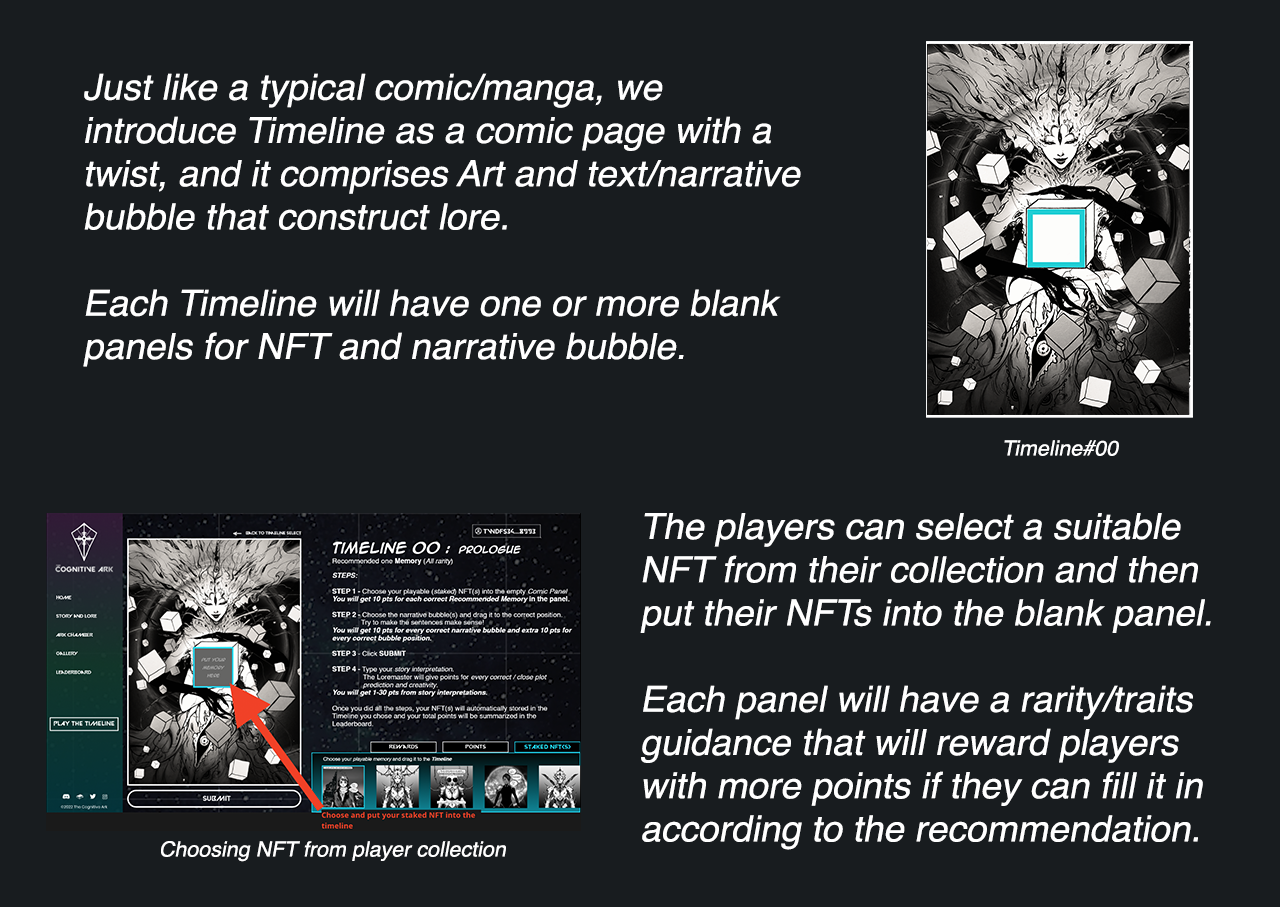 Just like a typical comic/manga, we
introduce Timeline as a comic page with a
twist, and it comprises Art and text/narrative
bubble that construct lore.
Each Timeline will have one or more blank
panels for NFT and narrative bubble.
Timeline#00
THE COGNITIVE ARK
HOME
STORY AND LORE
ARK CHAMBER
GALLERY
LEADERBOARD
PLAY THE TIMELINE
©2022 The Cognitive Ark
BACK TO TIMELINE SELECT
PUT YOUR
MEMORY
HERE
SUBMIT
TIMELINE 00 : PROLOGUE
Recommended one Memory (All rarity)
STEPS:
STEP 1 - Choose your playable (staked) NFT(s) into the empty Comic Panel
You will get 10 pts for each correct Recommended Memory in the panel.
STEP 2 - Choose the narrative bubble(s) and drag it to the correct position.
Try to make the sentences make sense!
You will get 10 pts for every correct narrative bubble and extra 10 pts for
every correct bubble position.
STEP 3 - Click SUBMIT
STEP 4 - Type your story interpretation.
The Loremaster will give points for every correct / close plot
prediction and creativity.
You will get 1-30 pts from story interpretations.
Once you did all the steps, your NFT(s) will automatically stored in the
Timeline you chose and your total points will be summarized in the
Leaderboard.
REWARDS
POINTS
STAKED NFT(S)
Choose your playable memory and drag it to the Timeline
Choose and put your staked NFT into the
timeline
Choosing NFT from player collection
The players can select a suitable
NFT from their collection and then
put their NFTs into the blank panel.
Each panel will have a rarity/traits
guidance that will reward players
with more points if they can fill it in
according to the recommendation.